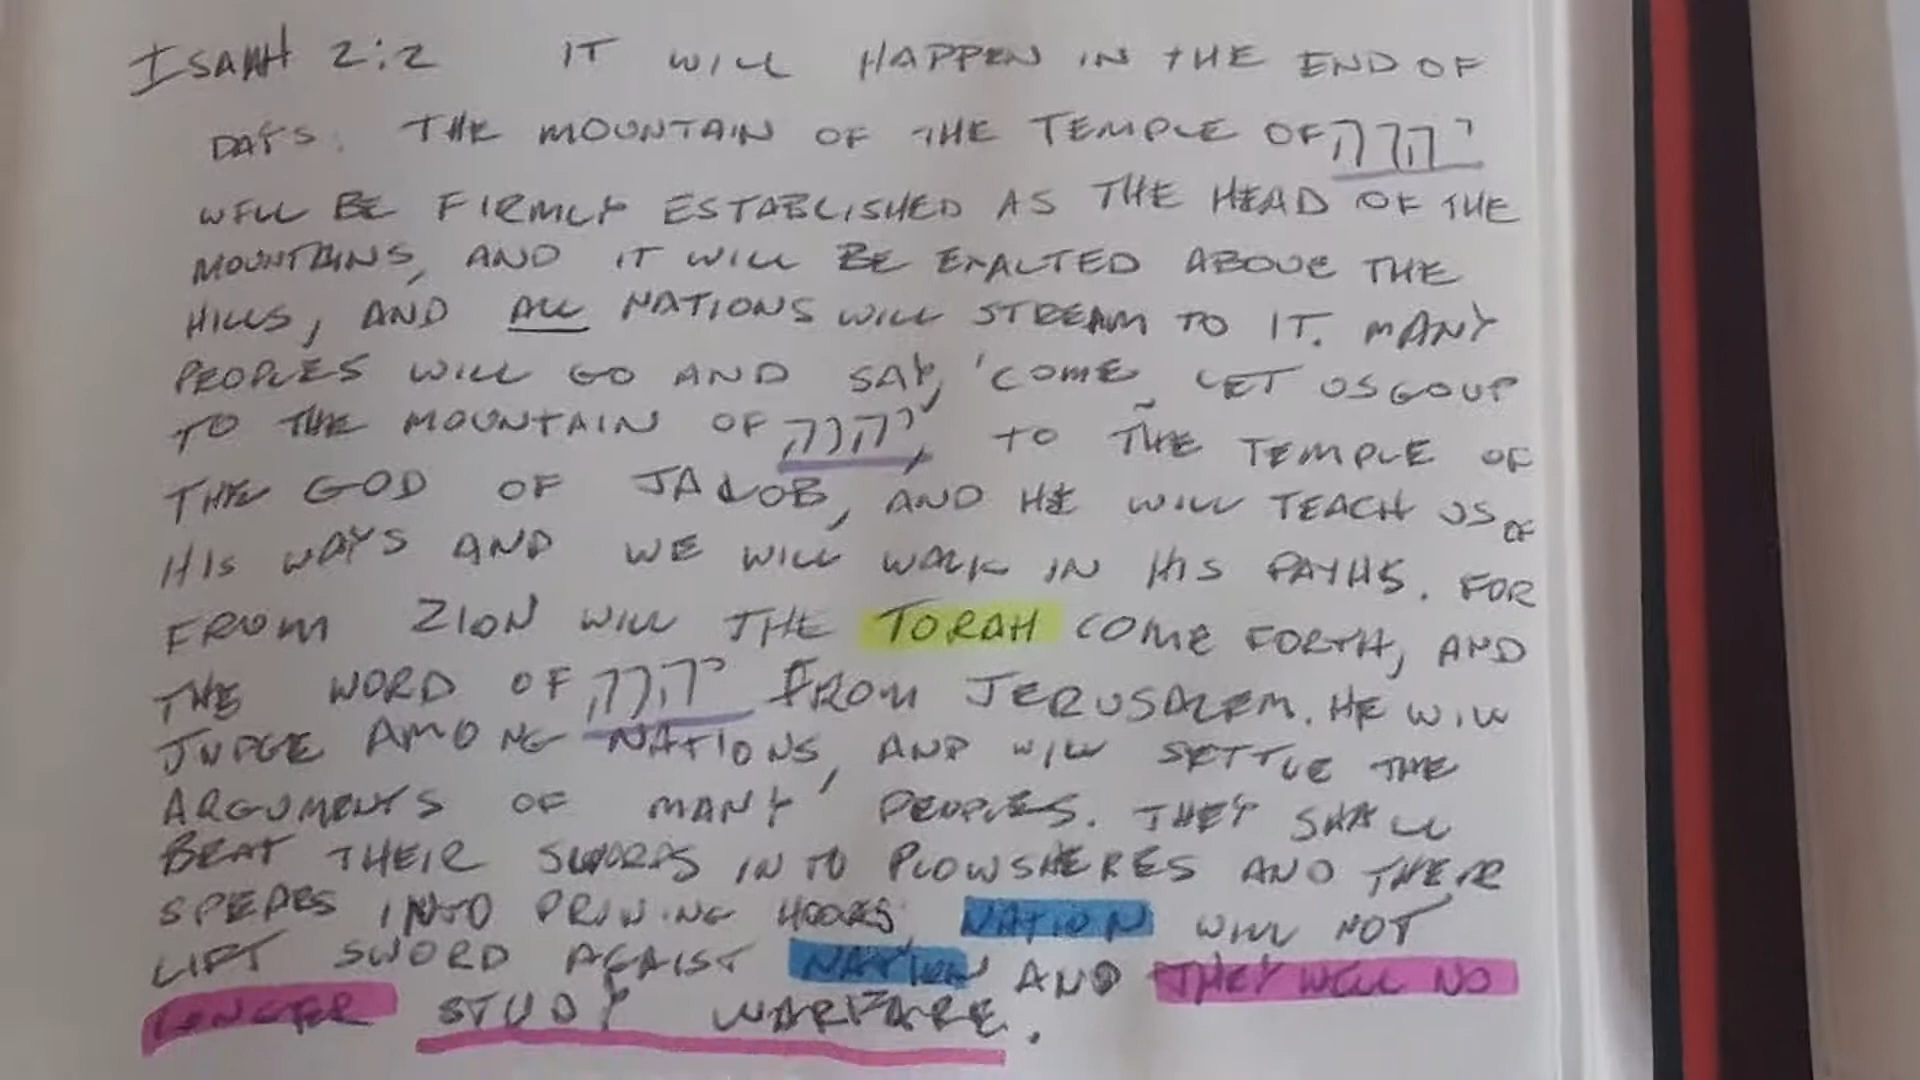 ISAIAH 2:2 IT WILL HAPPEN IN THE END OF
DAYS. THE MOUNTAIN OF THE TEMPLE OF יהוה
WILL BE FIRMLY ESTABLISHED AS THE HEAD OF THE
MOUNTAINS, AND IT WILL BE EXALTED ABOVE THE
HILLS, AND ALL NATIONS WILL STREAM TO IT. MANY
PEOPLES WILL GO AND SAY, 'COME, LET US GO UP
TO THE MOUNTAIN OF יהוה, TO THE TEMPLE OF
THE GOD OF JACOB, AND HE WILL TEACH US OF
HIS WAYS AND WE WILL WALK IN HIS PATHS. FOR
FROM ZION WILL THE TORAH COME FORTH, AND
THE WORD OF יהוה FROM JERUSALEM. HE WILL
JUDGE AMONG NATIONS, AND WILL SETTLE THE
ARGUMENTS OF MANY PEOPLES. THEY SHALL
BEAT THEIR SWORDS INTO PLOWSHERES AND THEIR
SPEARS INTO PRUNING HOOKS; NATION WILL NOT
LIFT SWORD AGAIST NATION AND THEY WILL NO
LONGER STUDY WARFARE.